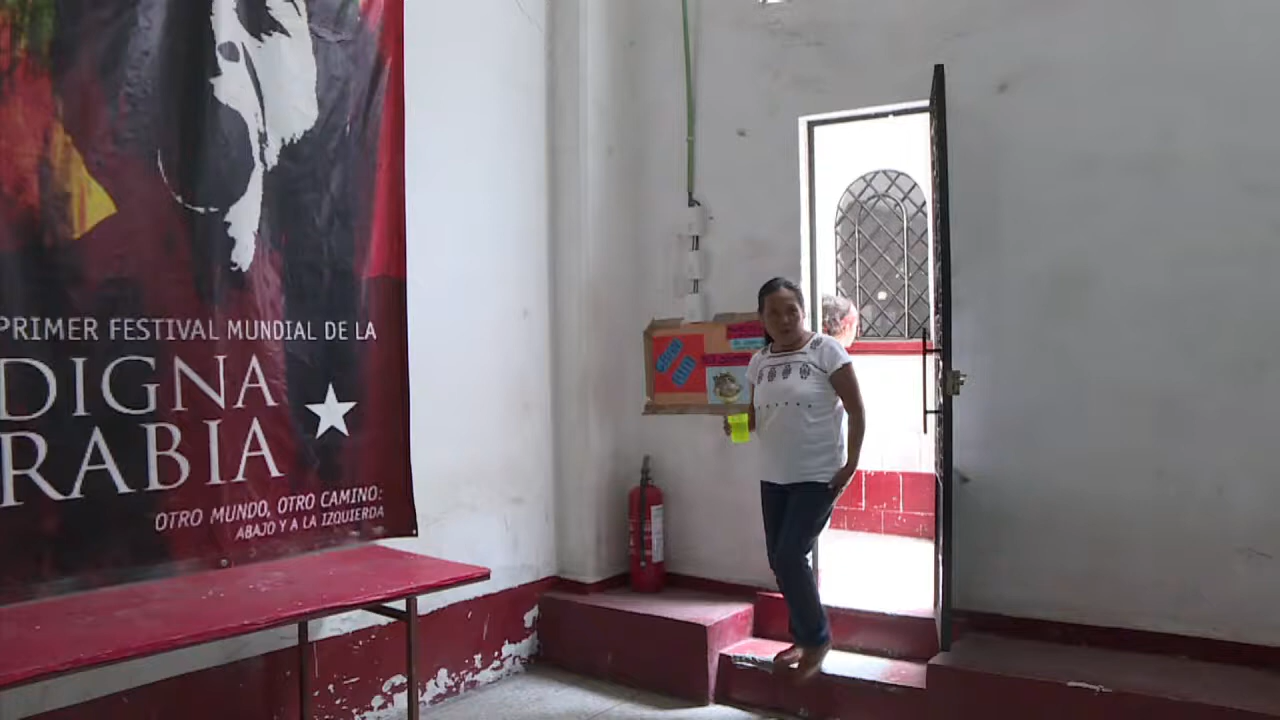 PRIMER FESTIVAL MUNDIAL DE LA
DIGNA
RABIA
OTRO MUNDO, OTRO CAMINO:
ABAJO Y A LA IZQUIERDA